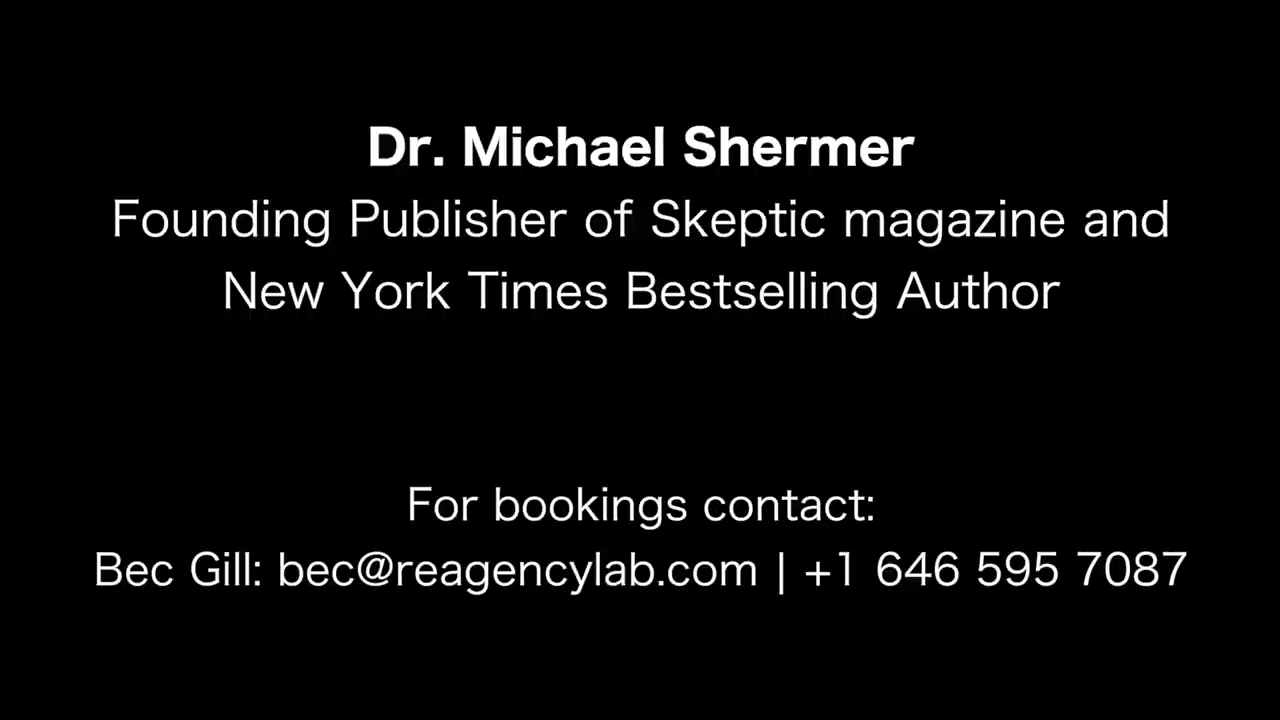 Dr. Michael Shermer
Founding Publisher of Skeptic magazine and
New York Times Bestselling Author
For bookings contact:
Bec Gill: bec@reagencylab.com | +1 646 595 7087